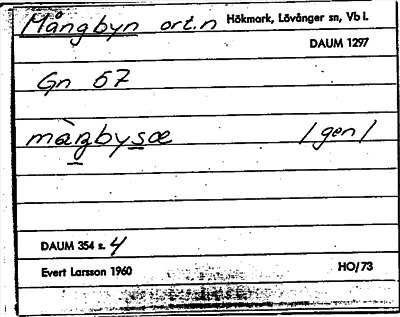 Mångbyn ort.n Hökmark, Lövånger sn, Vb l.
DAUM 1297
Gn 67
màŋbysæ /gen/
DAUM 354 s. 4
Evert Larsson 1960 HO/73